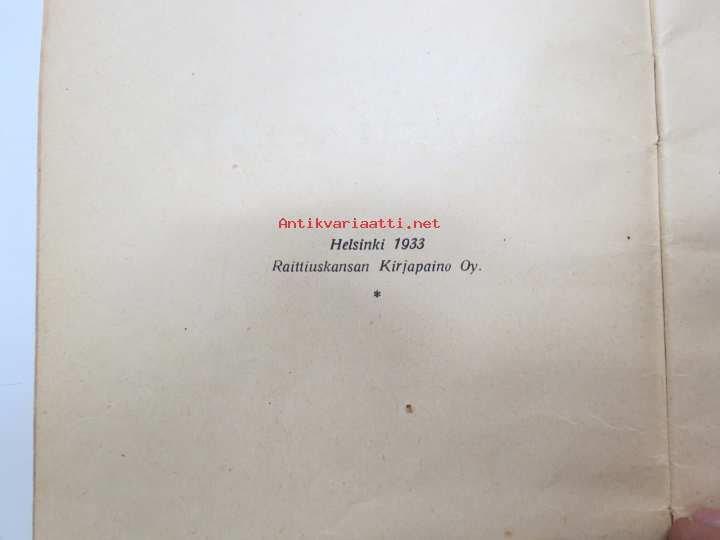 Antikvariaatti.net
Helsinki 1933
Raittiuskansan Kirjapaino Oy.
*